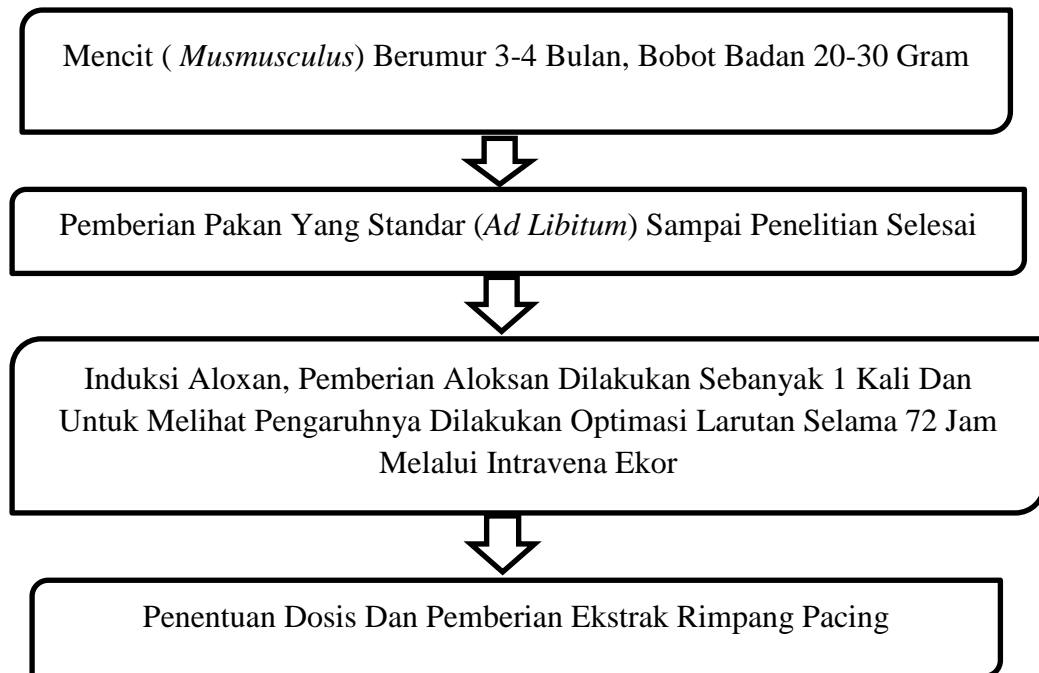 Mencit ( Musmusculus) Berumur 3-4 Bulan, Bobot Badan 20-30 Gram
Pemberian Pakan Yang Standar (Ad Libitum) Sampai Penelitian Selesai
Induksi Aloxan, Pemberian Aloksan Dilakukan Sebanyak 1 Kali Dan
Untuk Melihat Pengaruhnya Dilakukan Optimasi Larutan Selama 72 Jam
Melalui Intravena Ekor
Penentuan Dosis Dan Pemberian Ekstrak Rimpang Pacing